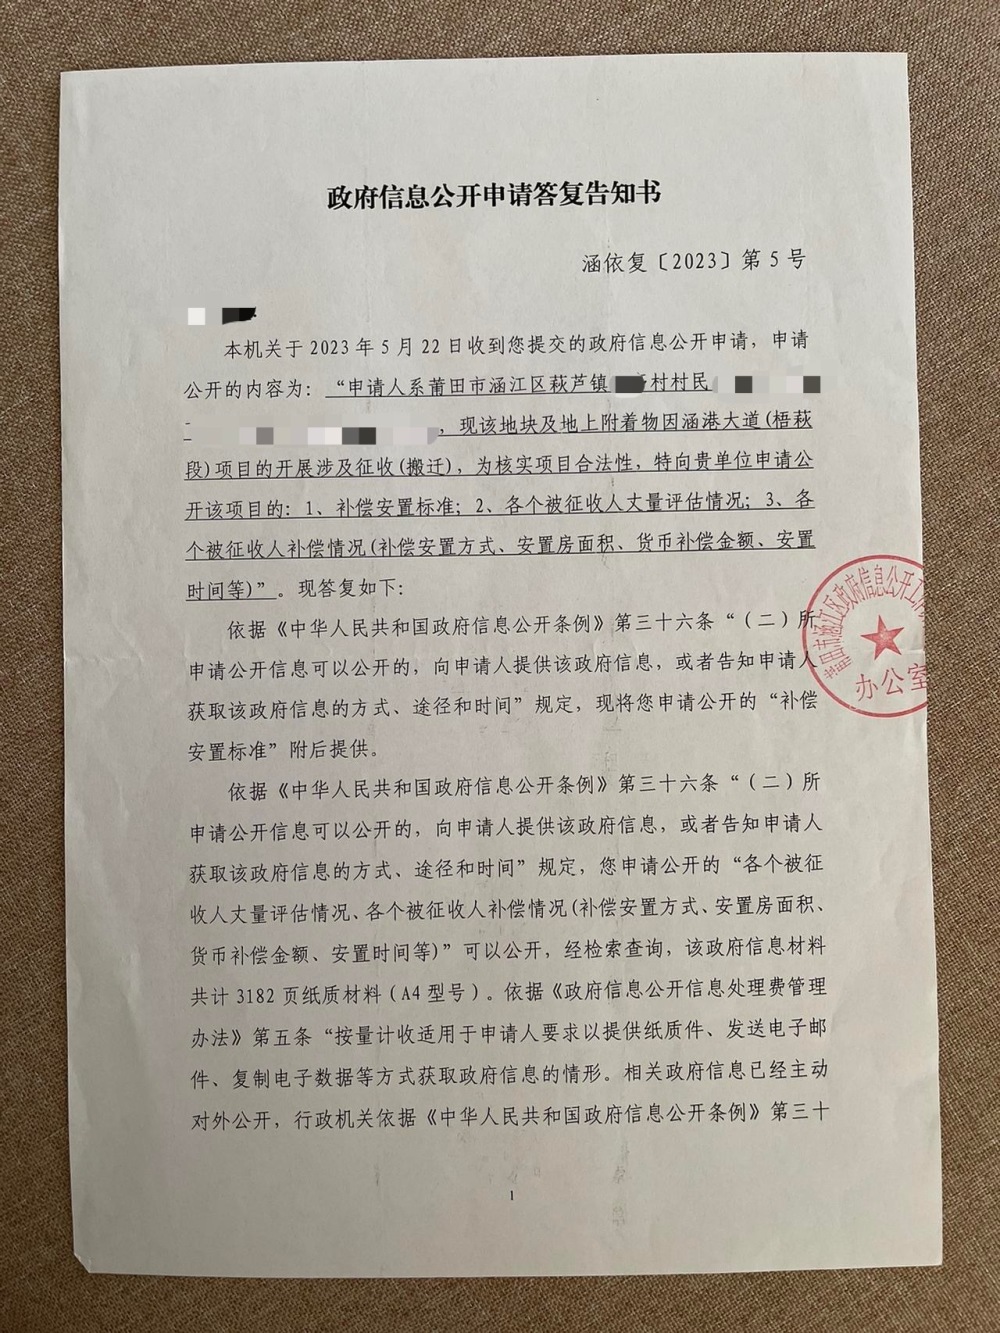 政府信息公开申请答复告知书
涵依复〔2023〕第 5 号
本机关于 2023 年 5 月 22 日收到您提交的政府信息公开申请，申请
公开的内容为：“申请人系莆田市涵江区萩芦镇 村村民
，现该地块及地上附着物因涵港大道(梧萩
段)项目的开展涉及征收(搬迁)，为核实项目合法性，特向贵单位申请公
开该项目的：1、补偿安置标准；2、各个被征收人丈量评估情况；3、各
个被征收人补偿情况(补偿安置方式、安置房面积、货币补偿金额、安置
时间等)”。现答复如下：
依据《中华人民共和国政府信息公开条例》第三十六条“（二）所
申请公开信息可以公开的，向申请人提供该政府信息，或者告知申请人
获取该政府信息的方式、途径和时间”规定，现将您申请公开的“补偿
安置标准”附后提供。
依据《中华人民共和国政府信息公开条例》第三十六条“（二）所
申请公开信息可以公开的，向申请人提供该政府信息，或者告知申请人
获取该政府信息的方式、途径和时间”规定，您申请公开的“各个被征
收人丈量评估情况、各个被征收人补偿情况(补偿安置方式、安置房面积、
货币补偿金额、安置时间等)”可以公开，经检索查询，该政府信息材料
共计 3182 页纸质材料（A4 型号）。依据《政府信息公开信息处理费管理
办法》第五条“按量计收适用于申请人要求以提供纸质件、发送电子邮
件、复制电子数据等方式获取政府信息的情形。相关政府信息已经主动
对外公开，行政机关依据《中华人民共和国政府信息公开条例》第三十
1
莆田市涵江区政府信息公开工
办公室